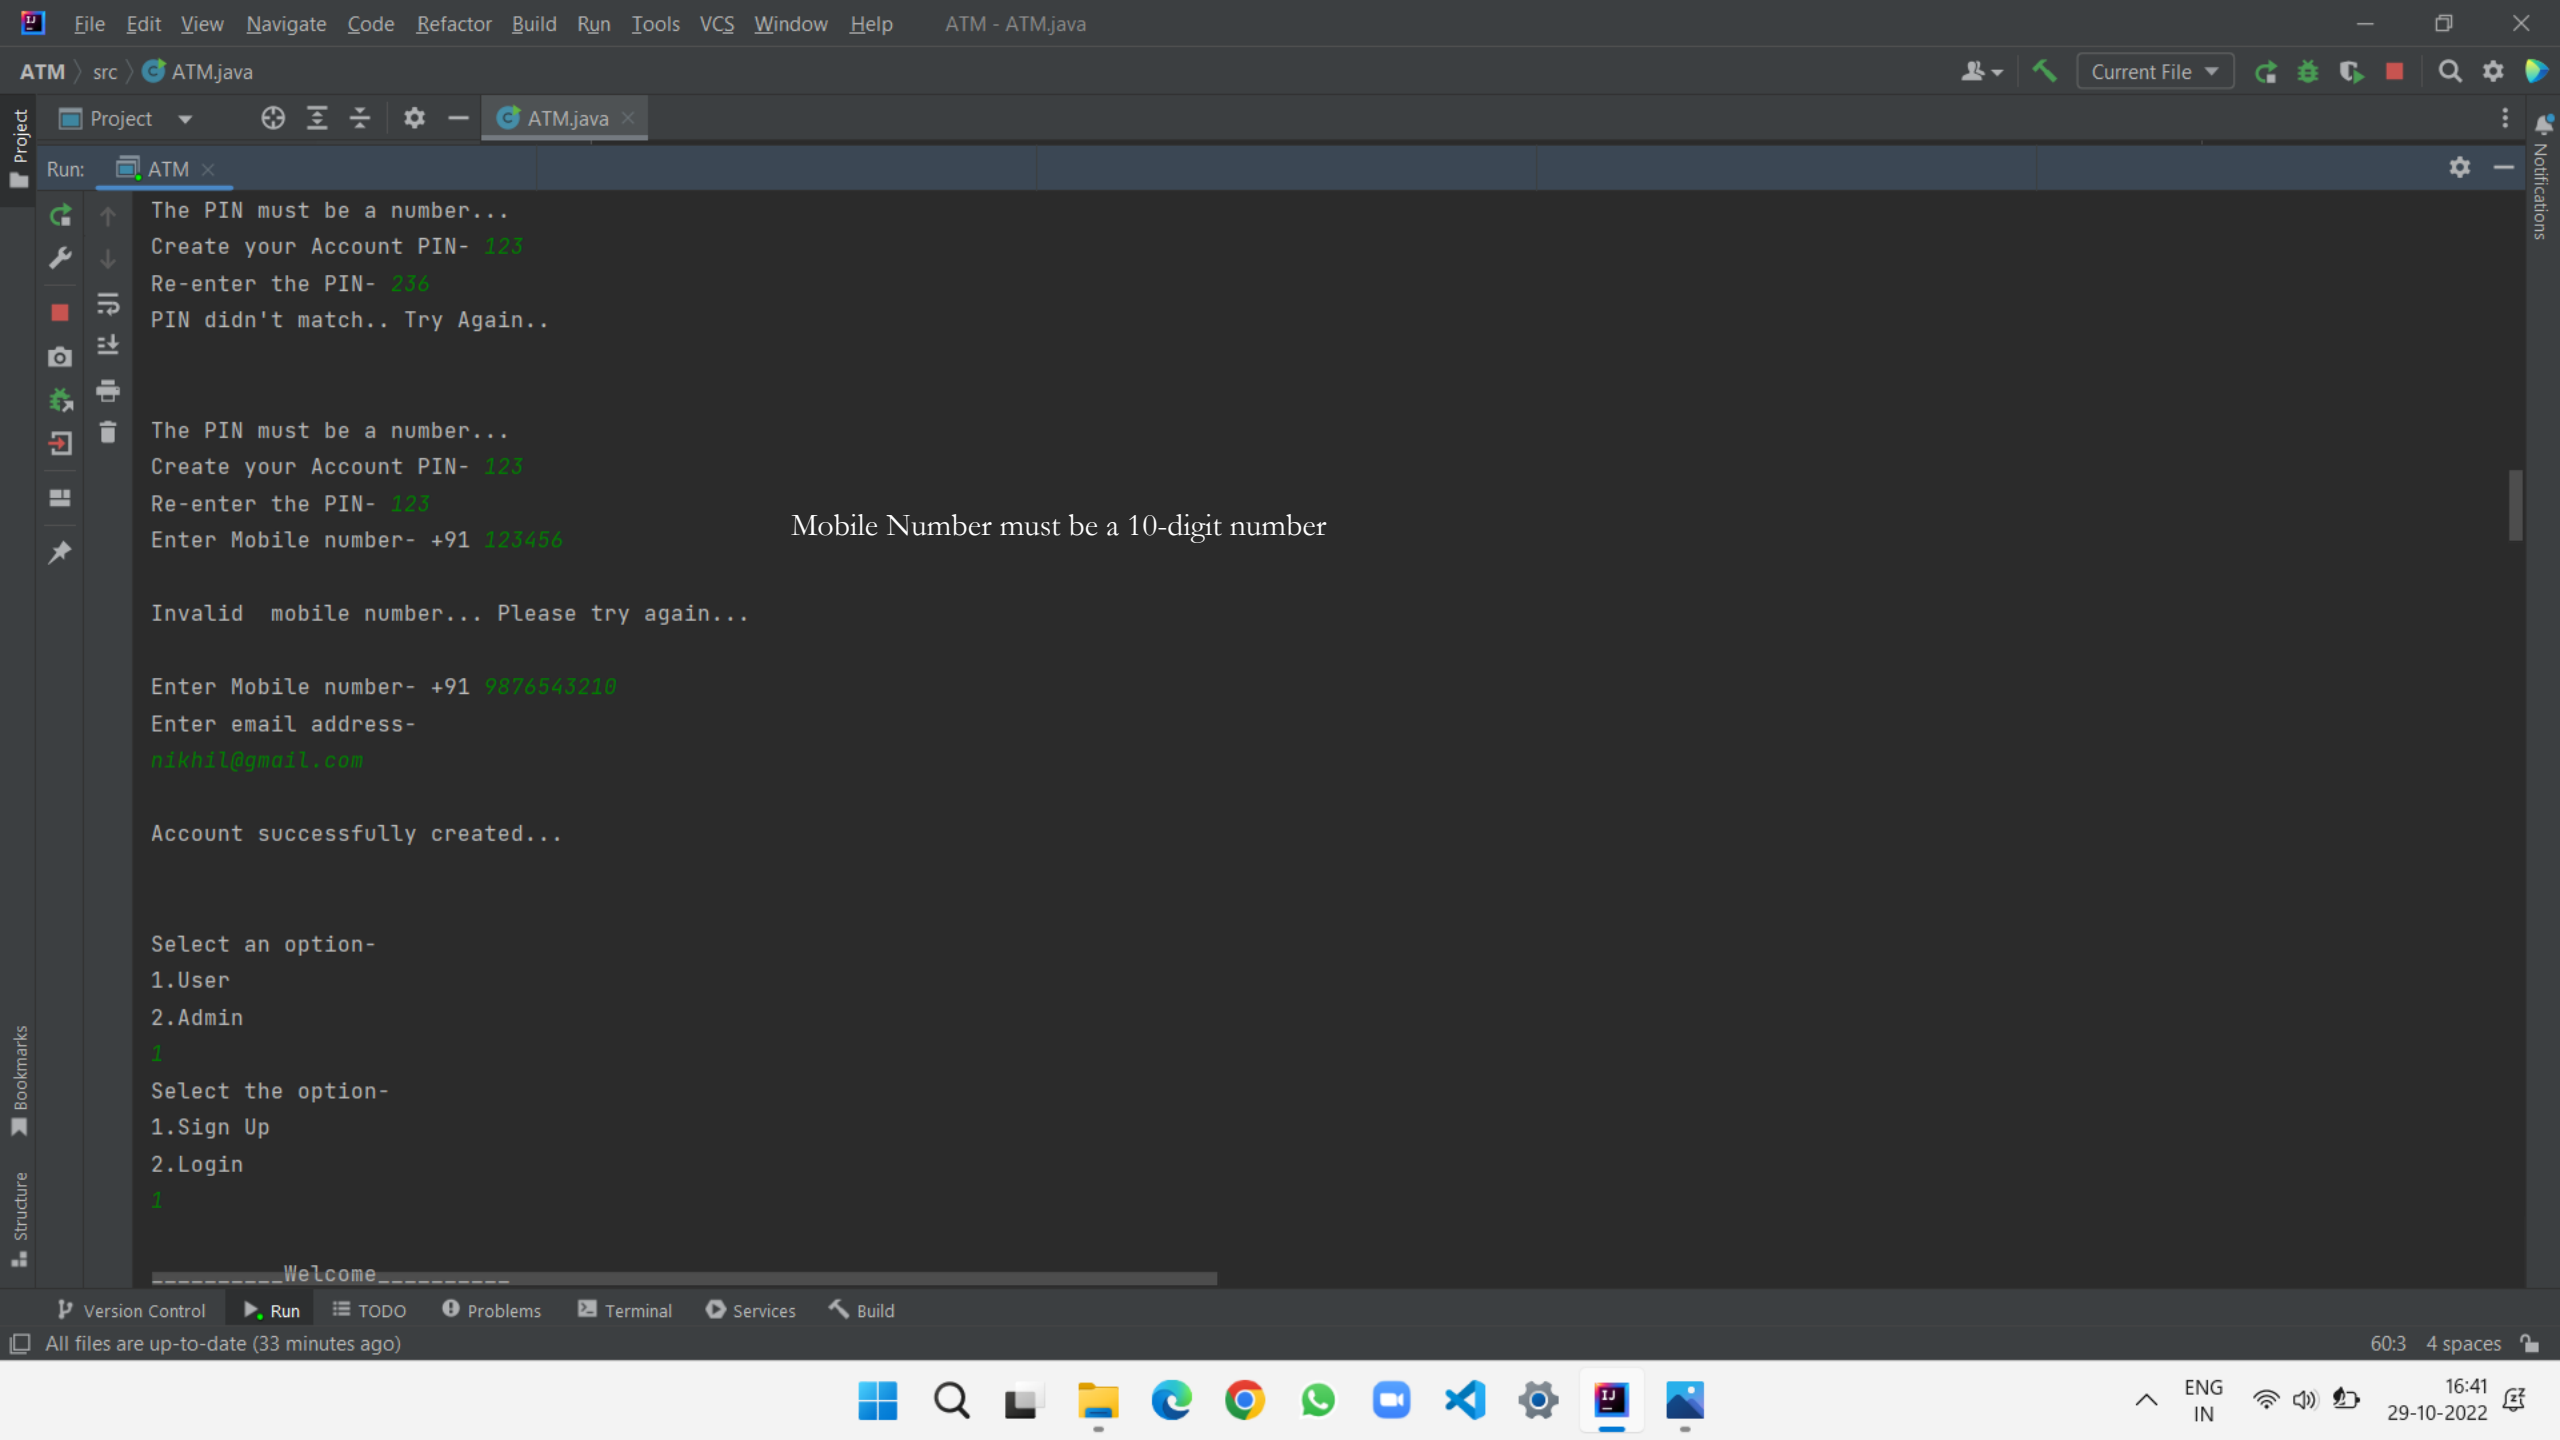 File Edit View Navigate Code Refactor Build Run Tools VCS Window Help ATM - ATM.java
ATM src ATM.java Current File
Project Project ATM.java
Run: ATM
Notifications
The PIN must be a number...
Create your Account PIN- 123
Re-enter the PIN- 236
PIN didn't match.. Try Again..
The PIN must be a number...
Create your Account PIN- 123
Re-enter the PIN- 123
Mobile Number must be a 10-digit number
Enter Mobile number- +91 123456
Invalid  mobile number... Please try again...
Enter Mobile number- +91 9876543210
Enter email address-
nikhil@gmail.com
Account successfully created...
Select an option-
1.User
2.Admin
1
Select the option-
1.Sign Up
2.Login
1
__________Welcome__________
Bookmarks
Structure
Version Control Run TODO Problems Terminal Services Build
All files are up-to-date (33 minutes ago) 60:3 4 spaces
ENG 16:41
IN 29-10-2022